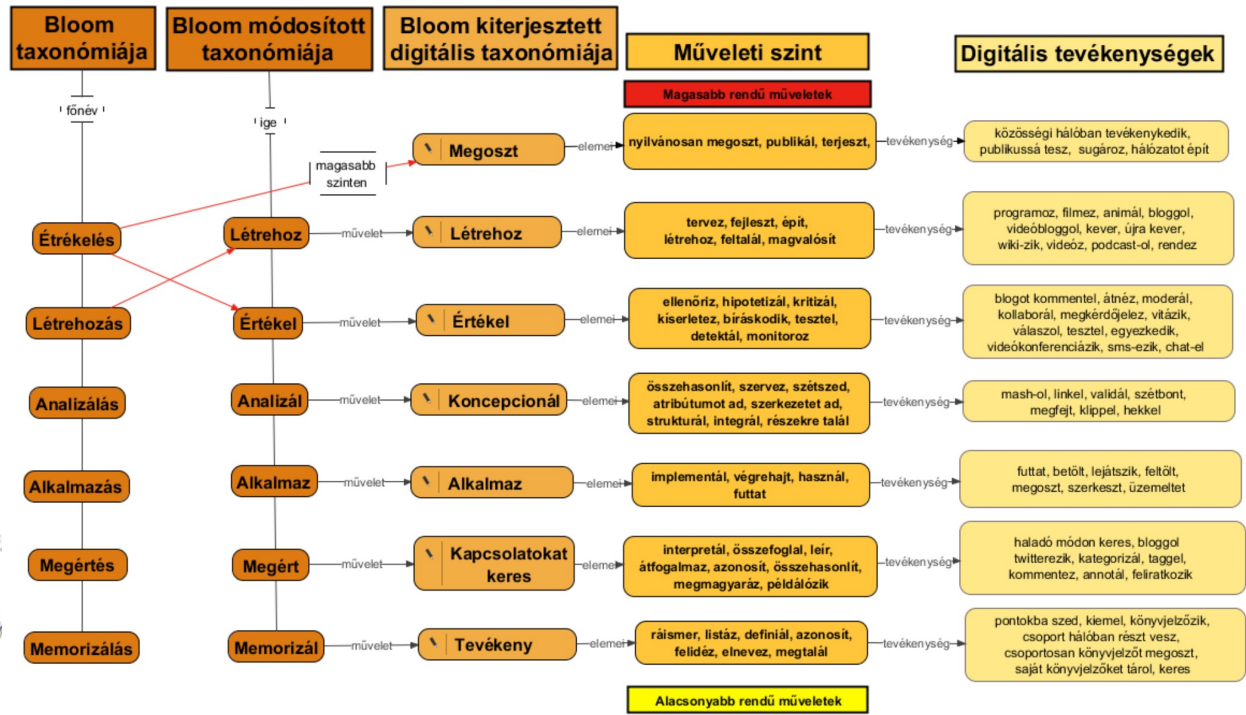 Bloom
taxonómiája
Bloom módosított
taxonómiája
Bloom kiterjesztett
digitális taxonómiája
Műveleti szint
Digitális tevékenységek
Magasabb rendű műveletek
főnév
ige
magasabb
szinten
Megoszt
elemei
nyilvánosan megoszt, publikál, terjeszt,
tevékenység
közösségi hálóban tevékenykedik,
publikussá tesz, sugároz, hálózatot épít
Étrékelés
Létrehoz
művelet
Létrehoz
elemei
tervez, fejleszt, épít,
létrehoz, feltalál, magvalósít
tevékenység
programoz, filmez, animál, bloggol,
videóbloggol, kever, újra kever,
wiki-zik, videóz, podcast-ol, rendez
Létrehozás
Értékel
művelet
Értékel
elemei
ellenőriz, hipotetizál, kritizál,
kíserletez, bíráskodik, tesztel,
detektál, monitoroz
tevékenység
blogot kommentel, átnéz, moderál,
kollaborál, megkérdőjelez, vitázik,
válaszol, tesztel, egyezkedik,
videókonferenciázik, sms-ezik, chat-el
Analizálás
Analizál
művelet
Koncepcionál
elemei
összehasonlít, szervez, szétszed,
atribútumot ad, szerkezetet ad,
strukturál, integrál, részekre talál
tevékenység
mash-ol, linkel, validál, szétbont,
megfejt, klippel, hekkel
Alkalmazás
Alkalmaz
művelet
Alkalmaz
elemei
implementál, végrehajt, használ,
futtat
tevékenység
futtat, betölt, lejátszik, feltölt,
megoszt, szerkeszt, üzemeltet
Megértés
Megért
művelet
Kapcsolatokat
keres
elemei
interpretál, összefoglal, leír,
átfogalmaz, azonosít, összehasonlít,
megmagyaráz, példálózik
tevékenység
haladó módon keres, bloggol
twitterezik, kategorizál, taggel,
kommentez, annotál, feliratkozik
Memorizálás
Memorizál
művelet
Tevékeny
elemei
ráismer, listáz, definiál, azonosít,
felidéz, elnevez, megtalál
tevékenység
pontokba szed, kiemel, könyvjelzőzik,
csoport hálóban részt vesz,
csoportosan könyvjelzőt megoszt,
saját könyvjelzőket tárol, keres
Alacsonyabb rendű műveletek